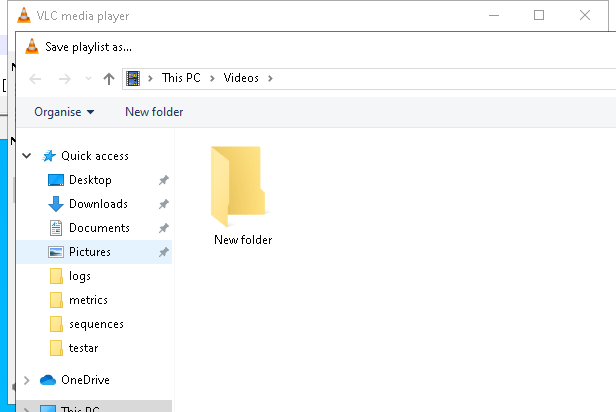 VLC media player
Save playlist as...
This PC
Videos
Organise
New folder
Quick access
Desktop
Downloads
Documents
Pictures
logs
metrics
sequences
testar
OneDrive
This PC
New folder